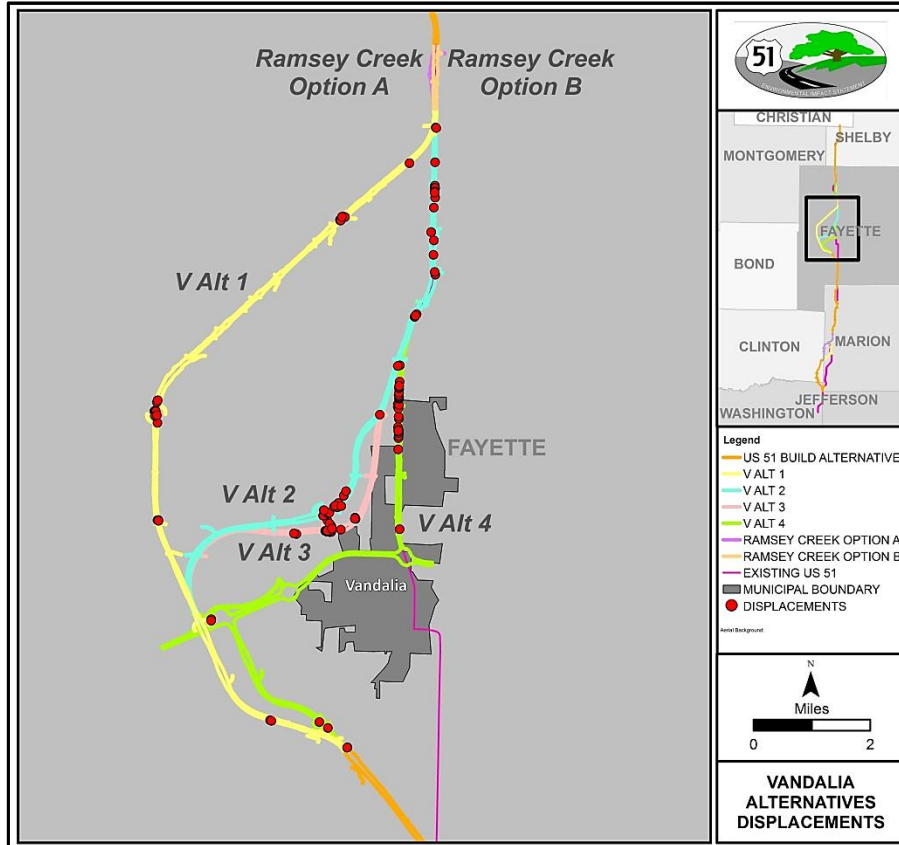 Ramsey Creek
Option A
Ramsey Creek
Option B
V Alt 1
V Alt 2
V Alt 3
V Alt 4
FAYETTE
Vandalia
51
ENVIRONMENTAL IMPACT STATEMENT
CHRISTIAN
SHELBY
MONTGOMERY
FAYETTE
BOND
CLINTON
MARION
JEFFERSON
WASHINGTON
Legend
US 51 BUILD ALTERNATIVE
V ALT 1
V ALT 2
V ALT 3
V ALT 4
RAMSEY CREEK OPTION A
RAMSEY CREEK OPTION B
EXISTING US 51
MUNICIPAL BOUNDARY
DISPLACEMENTS
Aerial Background:
N
Miles
0 2
VANDALIA
ALTERNATIVES
DISPLACEMENTS